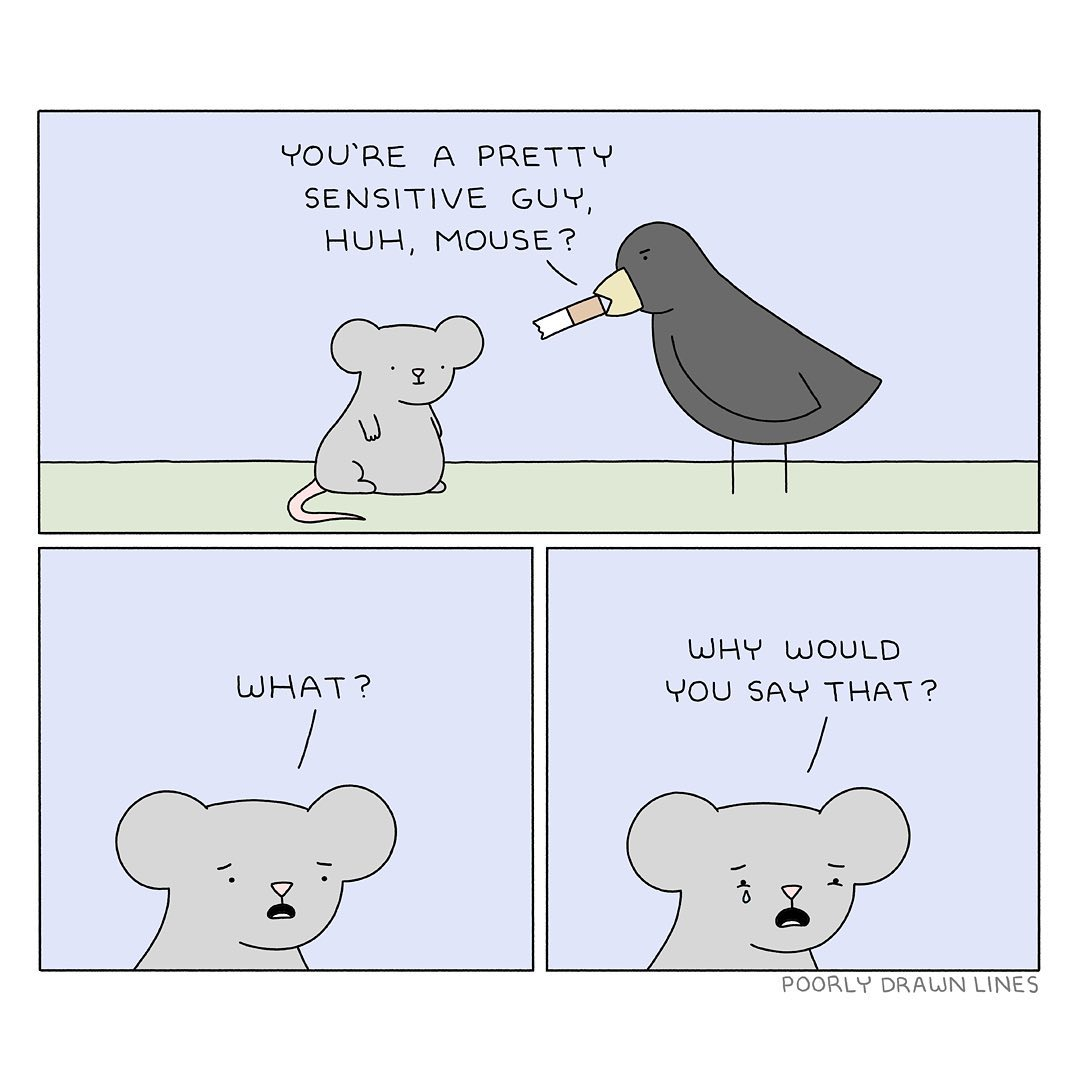 YOU'RE A PRETTY
SENSITIVE GUY,
HUH, MOUSE?
WHAT?
WHY WOULD
YOU SAY THAT?
POORLY DRAWN LINES